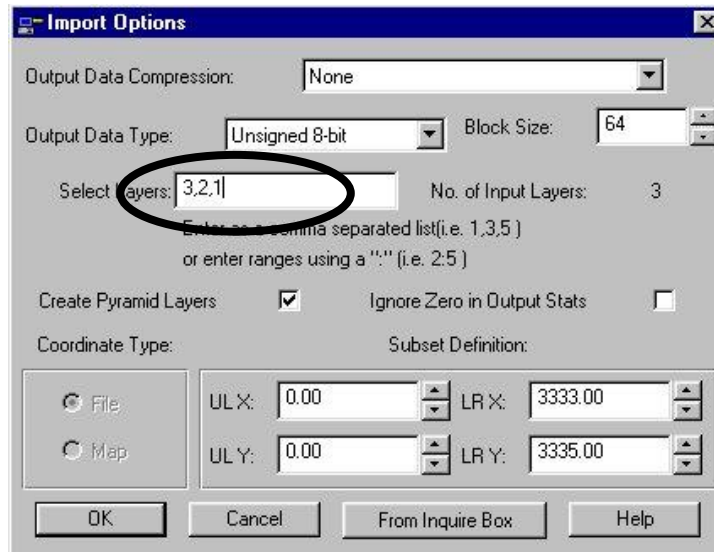 Import Options
Output Data Compression: None
Output Data Type: Unsigned 8-bit Block Size: 64
Select Layers: 3,2,1 No. of Input Layers: 3
Enter as a comma separated list(i.e. 1,3,5 )
or enter ranges using a ":" (i.e. 2:5 )
Create Pyramid Layers Ignore Zero in Output Stats
Coordinate Type: Subset Definition:
File UL X: 0.00 LR X: 3333.00
Map UL Y: 0.00 LR Y: 3335.00
OK Cancel From Inquire Box Help